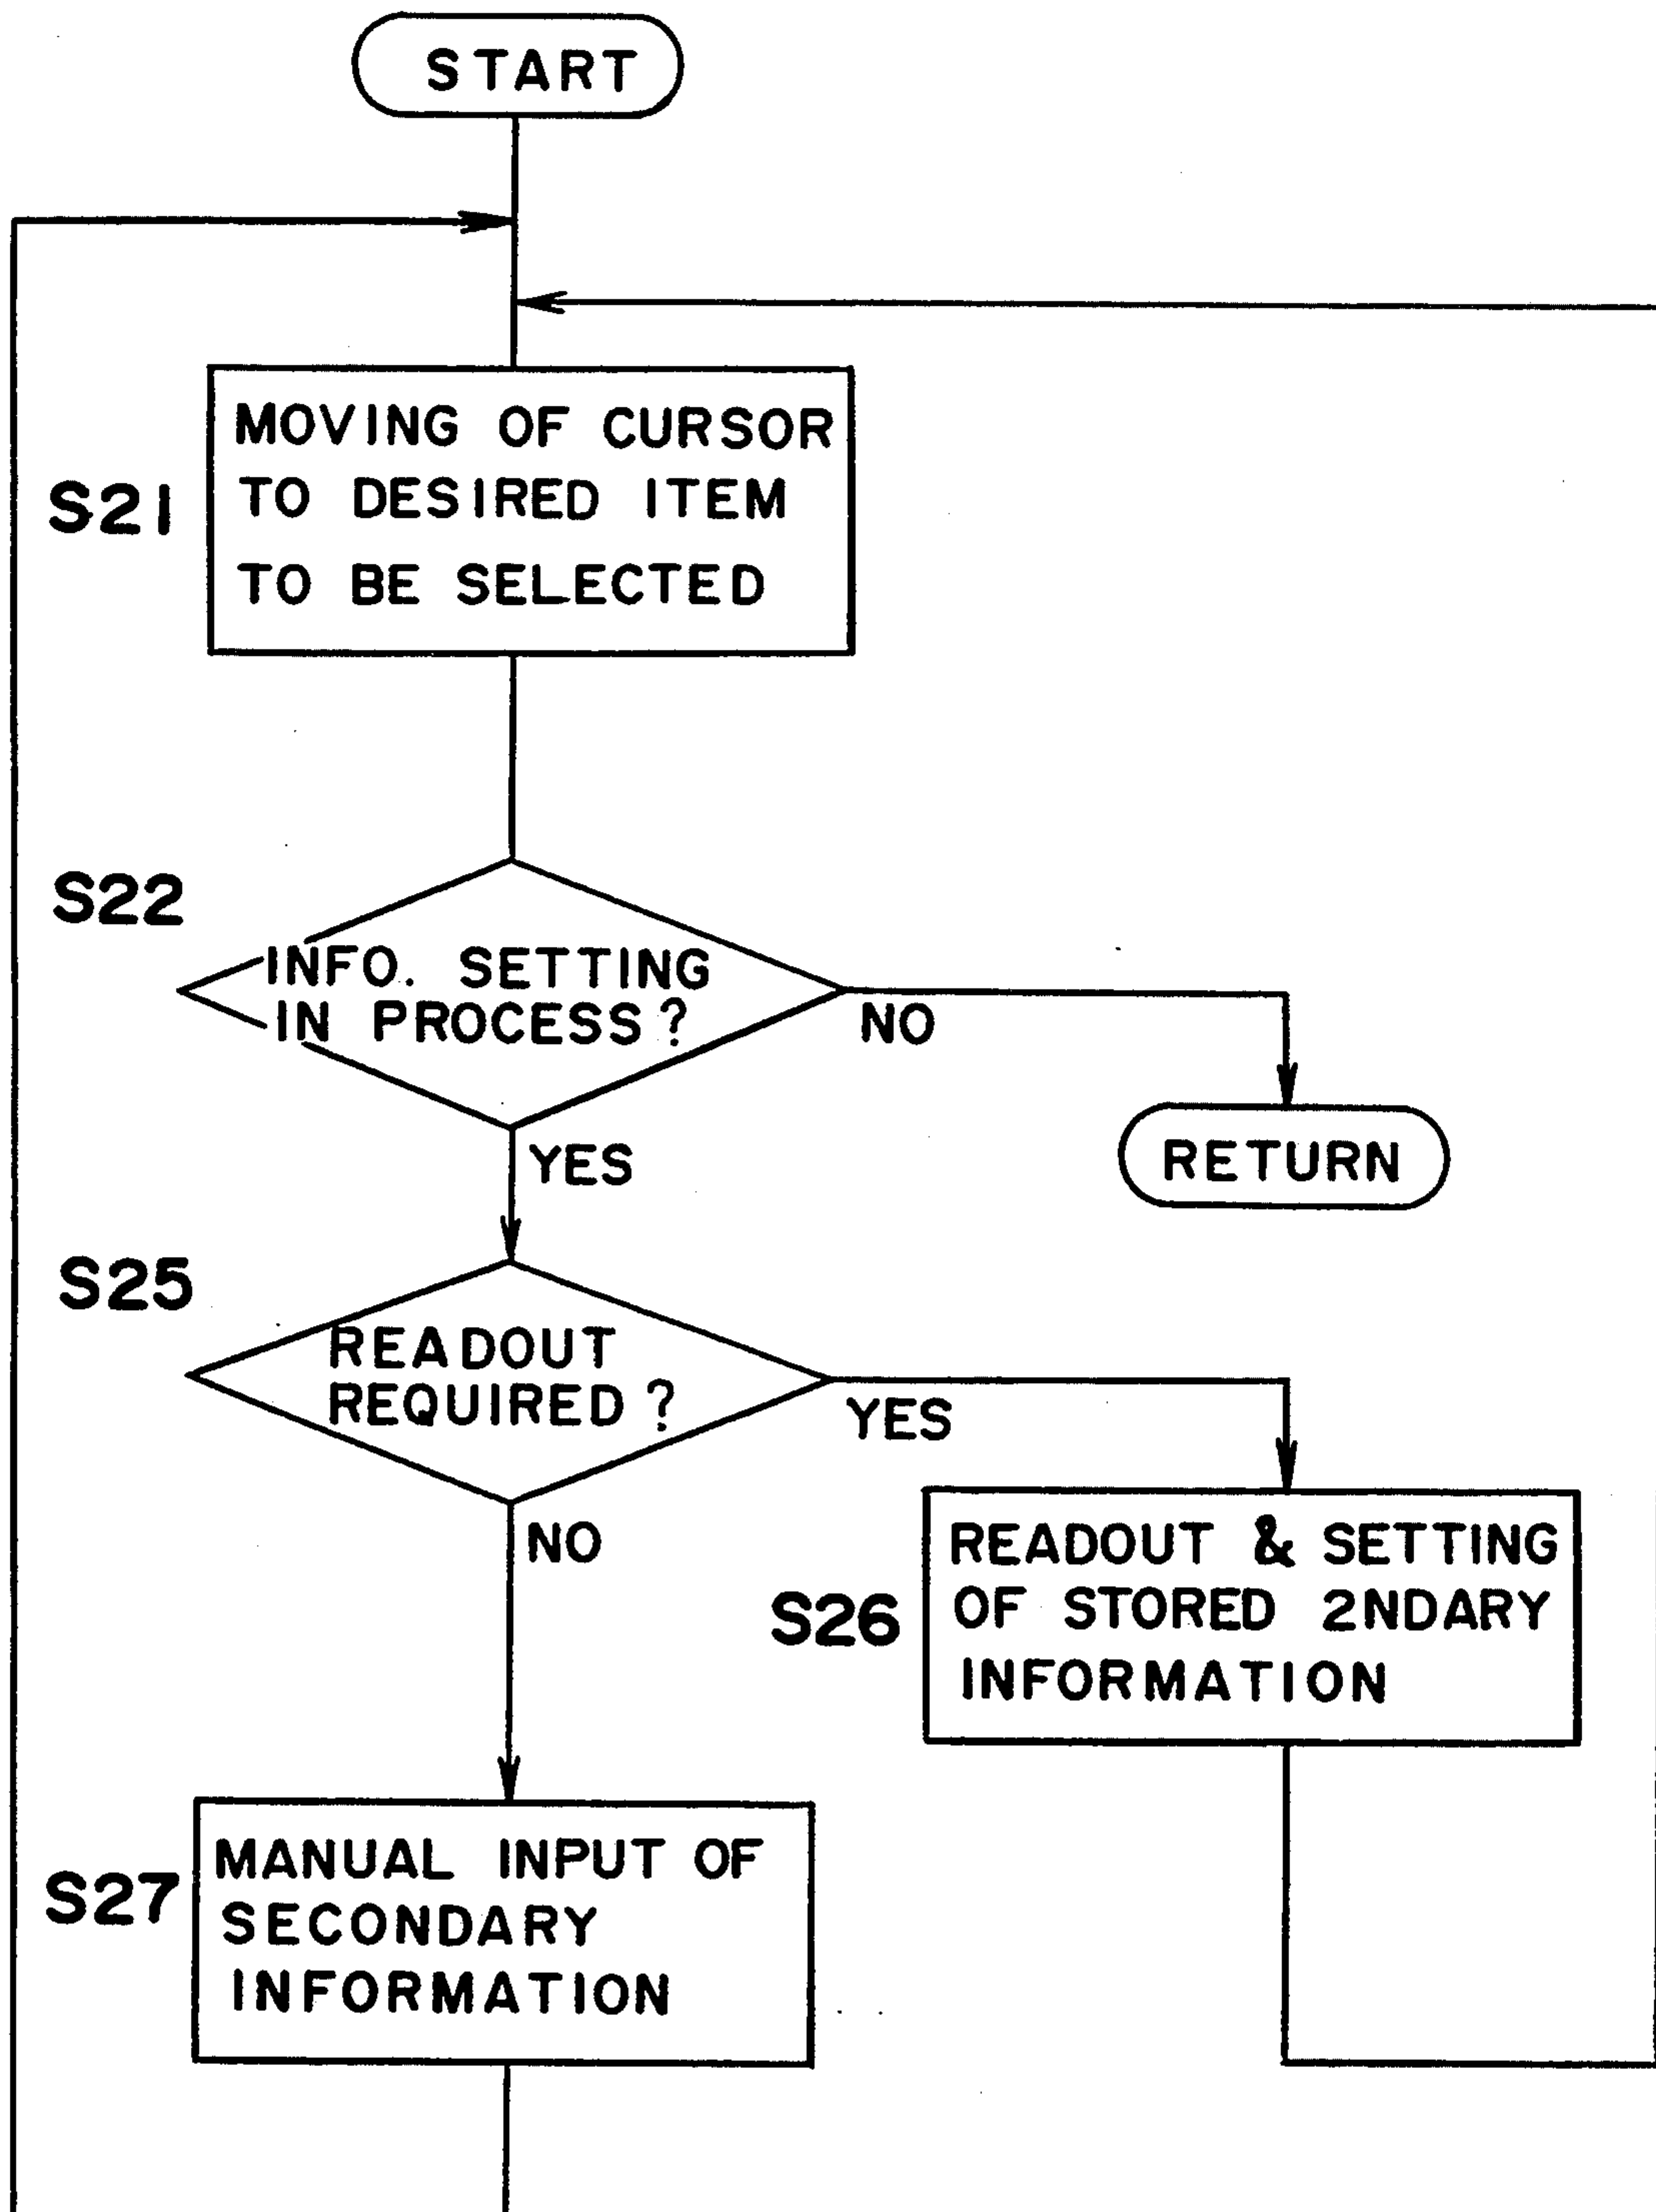 START
S21
MOVING OF CURSOR
TO DESIRED ITEM
TO BE SELECTED
S22
INFO. SETTING
IN PROCESS?
NO
YES
RETURN
S25
READOUT
REQUIRED?
YES
NO
S26
READOUT & SETTING
OF STORED 2NDARY
INFORMATION
S27
MANUAL INPUT OF
SECONDARY
INFORMATION